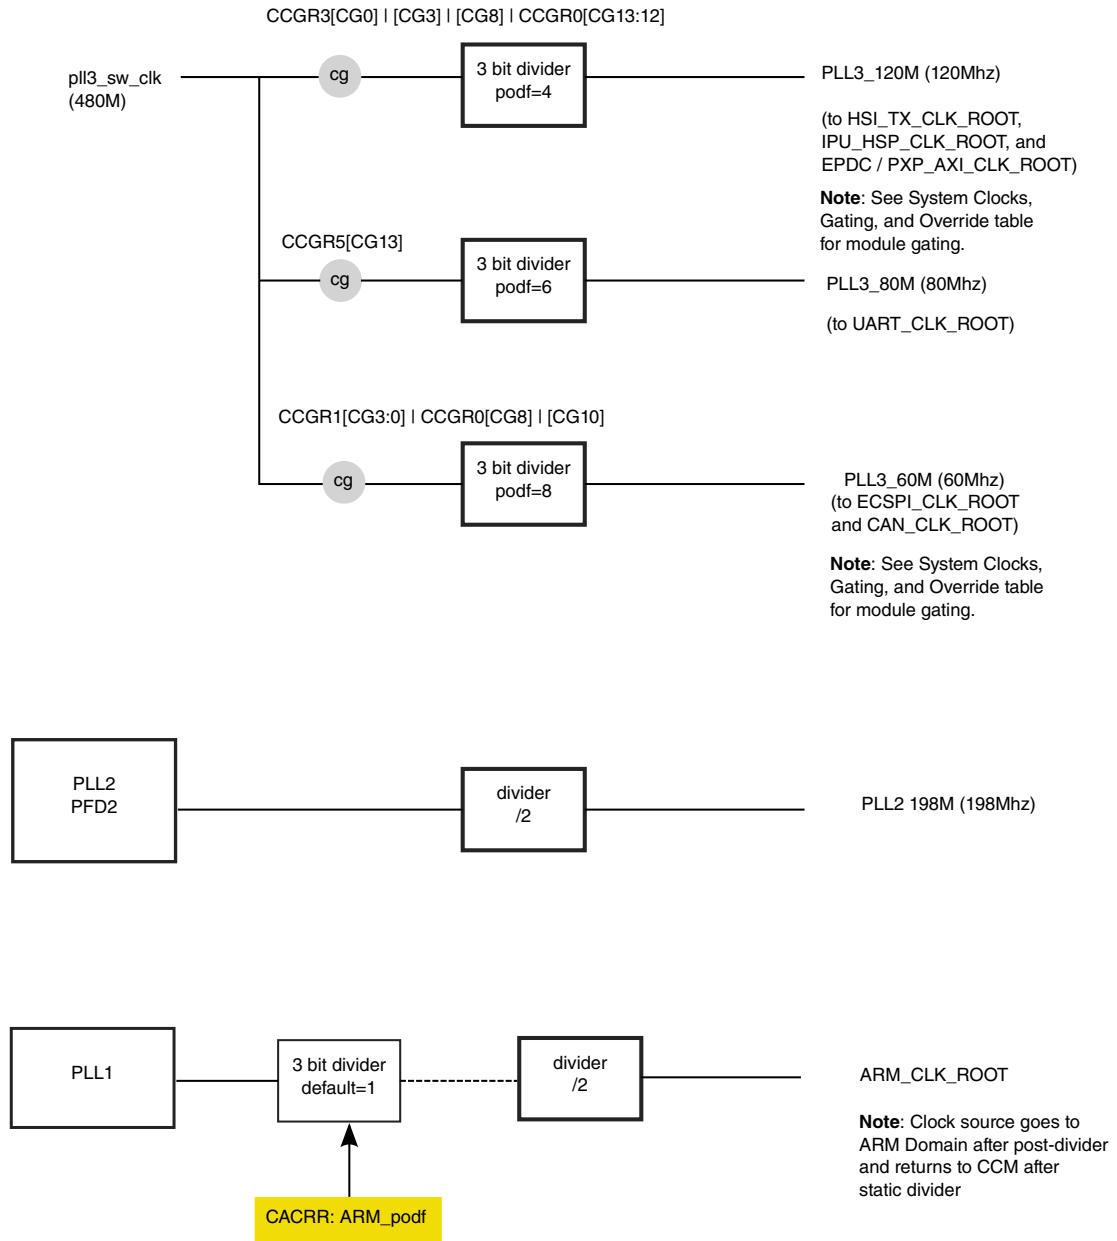 CCGR3[CG0] | [CG3] | [CG8] | CCGR0[CG13:12]
pll3_sw_clk
(480M)
cg
3 bit divider
podf=4
PLL3_120M (120Mhz)
(to HSI_TX_CLK_ROOT,
IPU_HSP_CLK_ROOT, and
EPDC / PXP_AXI_CLK_ROOT)
Note: See System Clocks,
Gating, and Override table
for module gating.
CCGR5[CG13]
cg
3 bit divider
podf=6
PLL3_80M (80Mhz)
(to UART_CLK_ROOT)
CCGR1[CG3:0] | CCGR0[CG8] | [CG10]
cg
3 bit divider
podf=8
PLL3_60M (60Mhz)
(to ECSPI_CLK_ROOT
and CAN_CLK_ROOT)
Note: See System Clocks,
Gating, and Override table
for module gating.
PLL2
PFD2
divider
/2
PLL2 198M (198Mhz)
PLL1
3 bit divider
default=1
divider
/2
ARM_CLK_ROOT
Note: Clock source goes to
ARM Domain after post-divider
and returns to CCM after
static divider
CACRR: ARM_podf